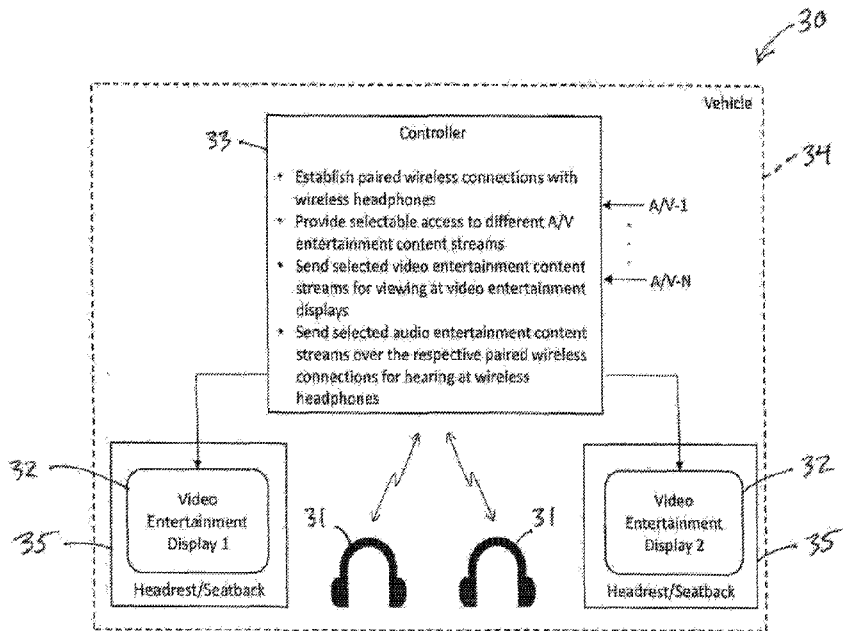 30
Vehicle
33
34
Controller
• Establish paired wireless connections with
wireless headphones
• Provide selectable access to different A/V
entertainment content streams
• Send selected video entertainment content
streams for viewing at video entertainment
displays
• Send selected audio entertainment content
streams over the respective paired wireless
connections for hearing at wireless
headphones
A/V-1
A/V-N
32
Video
Entertainment
Display 1
35
Headrest/Seatback
31
31
32
Video
Entertainment
Display 2
35
Headrest/Seatback